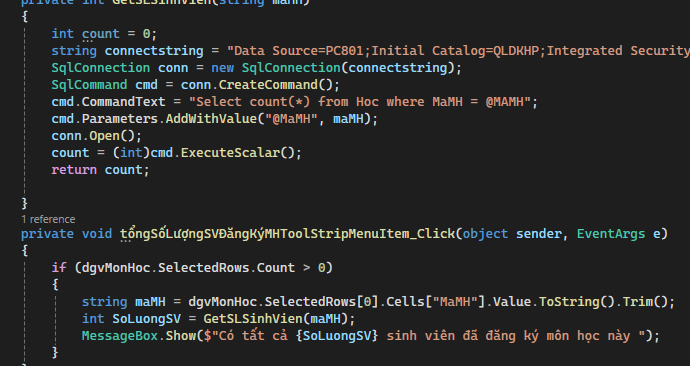 private int GetSLSinhVien(string maMH)
{
int count = 0;
string connectstring = "Data Source=PC801;Initial Catalog=QLDKHP;Integrated Security
SqlConnection conn = new SqlConnection(connectstring);
SqlCommand cmd = conn.CreateCommand();
cmd.CommandText = "Select count(*) from Hoc where MaMH = @MAMH";
cmd.Parameters.AddWithValue("@MaMH", maMH);
conn.Open();
count = (int)cmd.ExecuteScalar();
return count;
}
1 reference
private void tổngSốLượngSVĐăngKýMHToolStripMenuItem_Click(object sender, EventArgs e)
{
if (dgvMonHoc.SelectedRows.Count > 0)
{
string maMH = dgvMonHoc.SelectedRows[0].Cells["MaMH"].Value.ToString().Trim();
int SoLuongSV = GetSLSinhVien(maMH);
MessageBox.Show($"Có tất cả {SoLuongSV} sinh viên đã đăng ký môn học này ");
}
}